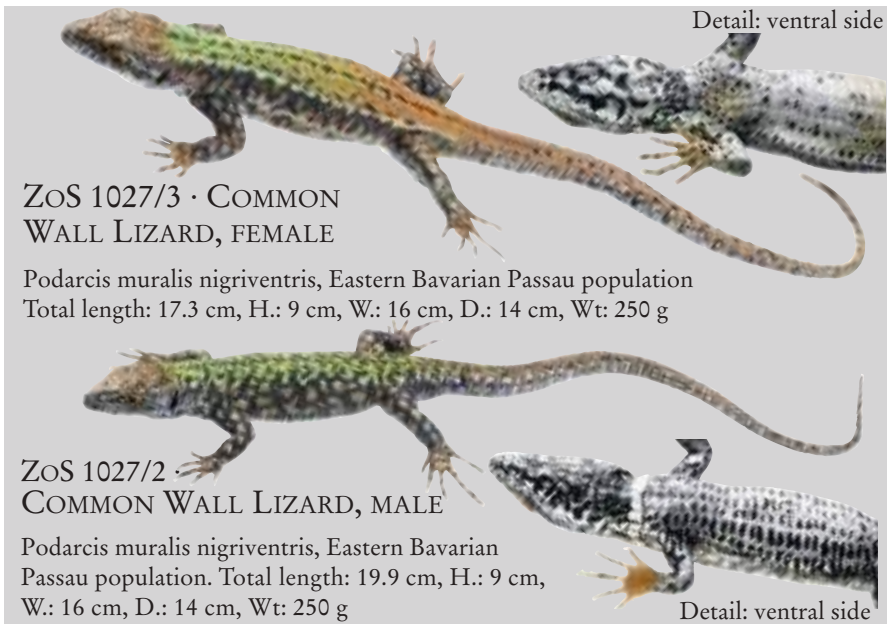 Detail: ventral side
ZoS 1027/3 · Common
Wall Lizard, female
Podarcis muralis nigriventris, Eastern Bavarian Passau population
Total length: 17.3 cm, H.: 9 cm, W.: 16 cm, D.: 14 cm, Wt: 250 g
ZoS 1027/2 ·
Common Wall Lizard, male
Podarcis muralis nigriventris, Eastern Bavarian
Passau population. Total length: 19.9 cm, H.: 9 cm,
W.: 16 cm, D.: 14 cm, Wt: 250 g
Detail: ventral side